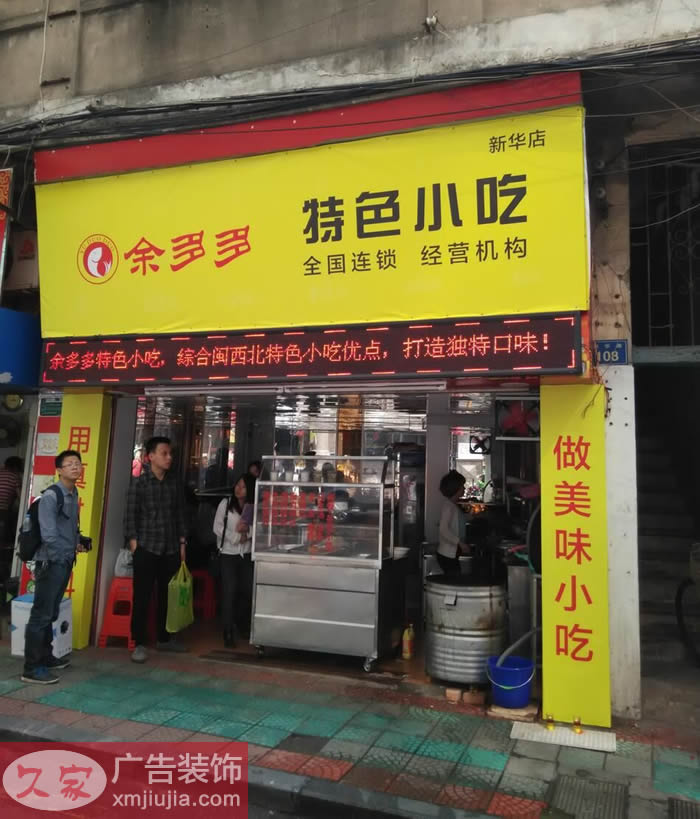 新华店
余多多
特色小吃
全国连锁 经营机构
余多多特色小吃，综合闽西北特色小吃优点，打造独特口味！
108
用
做美味小吃
久家
广告装饰
xmjiujia.com